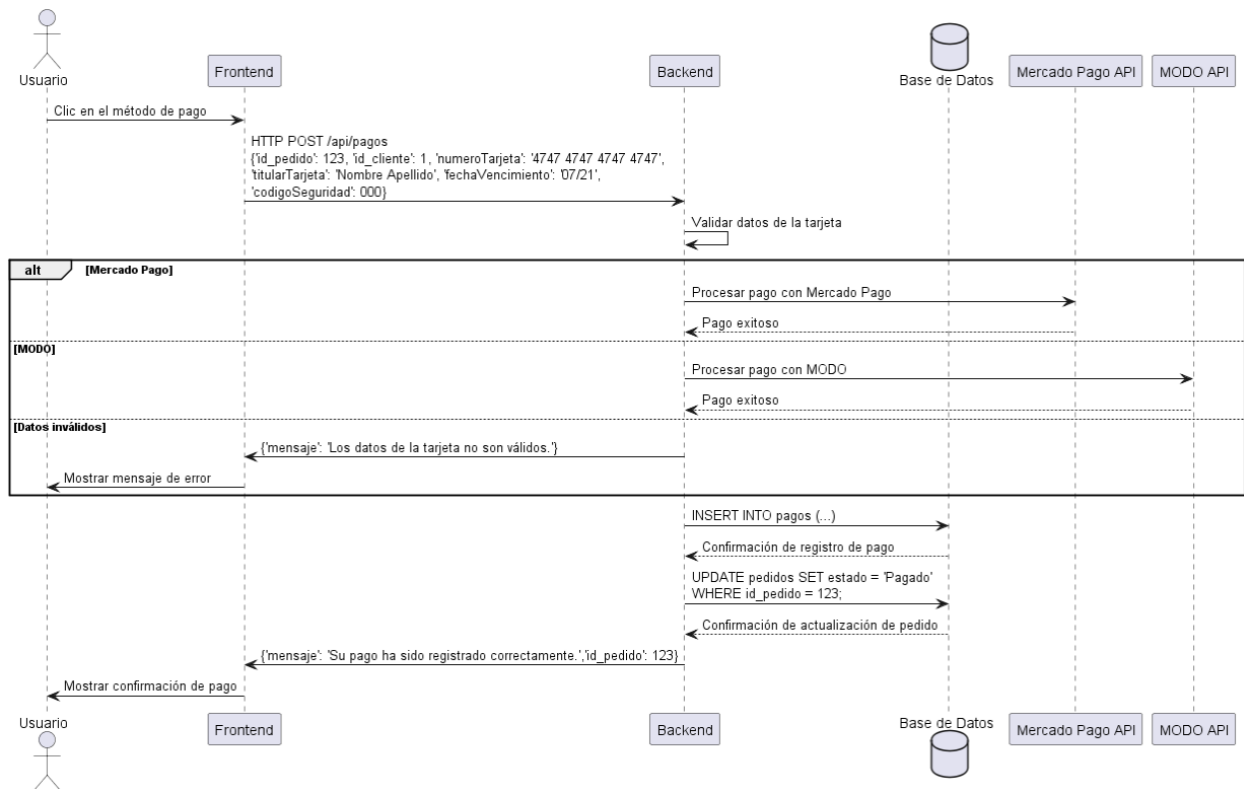 Usuario
Frontend
Backend
Base de Datos
Mercado Pago API
MODO API
Clic en el método de pago
HTTP POST /api/pagos
{'id_pedido': 123, 'id_cliente': 1, 'numeroTarjeta': '4747 4747 4747 4747',
'titularTarjeta': 'Nombre Apellido', 'fechaVencimiento': '07/21',
'codigoSeguridad': 000}
Validar datos de la tarjeta
alt [Mercado Pago]
Procesar pago con Mercado Pago
Pago exitoso
[MODO]
Procesar pago con MODO
Pago exitoso
[Datos inválidos]
{'mensaje': 'Los datos de la tarjeta no son válidos.'}
Mostrar mensaje de error
INSERT INTO pagos (...)
Confirmación de registro de pago
UPDATE pedidos SET estado = 'Pagado'
WHERE id_pedido = 123;
Confirmación de actualización de pedido
{'mensaje': 'Su pago ha sido registrado correctamente.','id_pedido': 123}
Mostrar confirmación de pago
Usuario
Frontend
Backend
Base de Datos
Mercado Pago API
MODO API